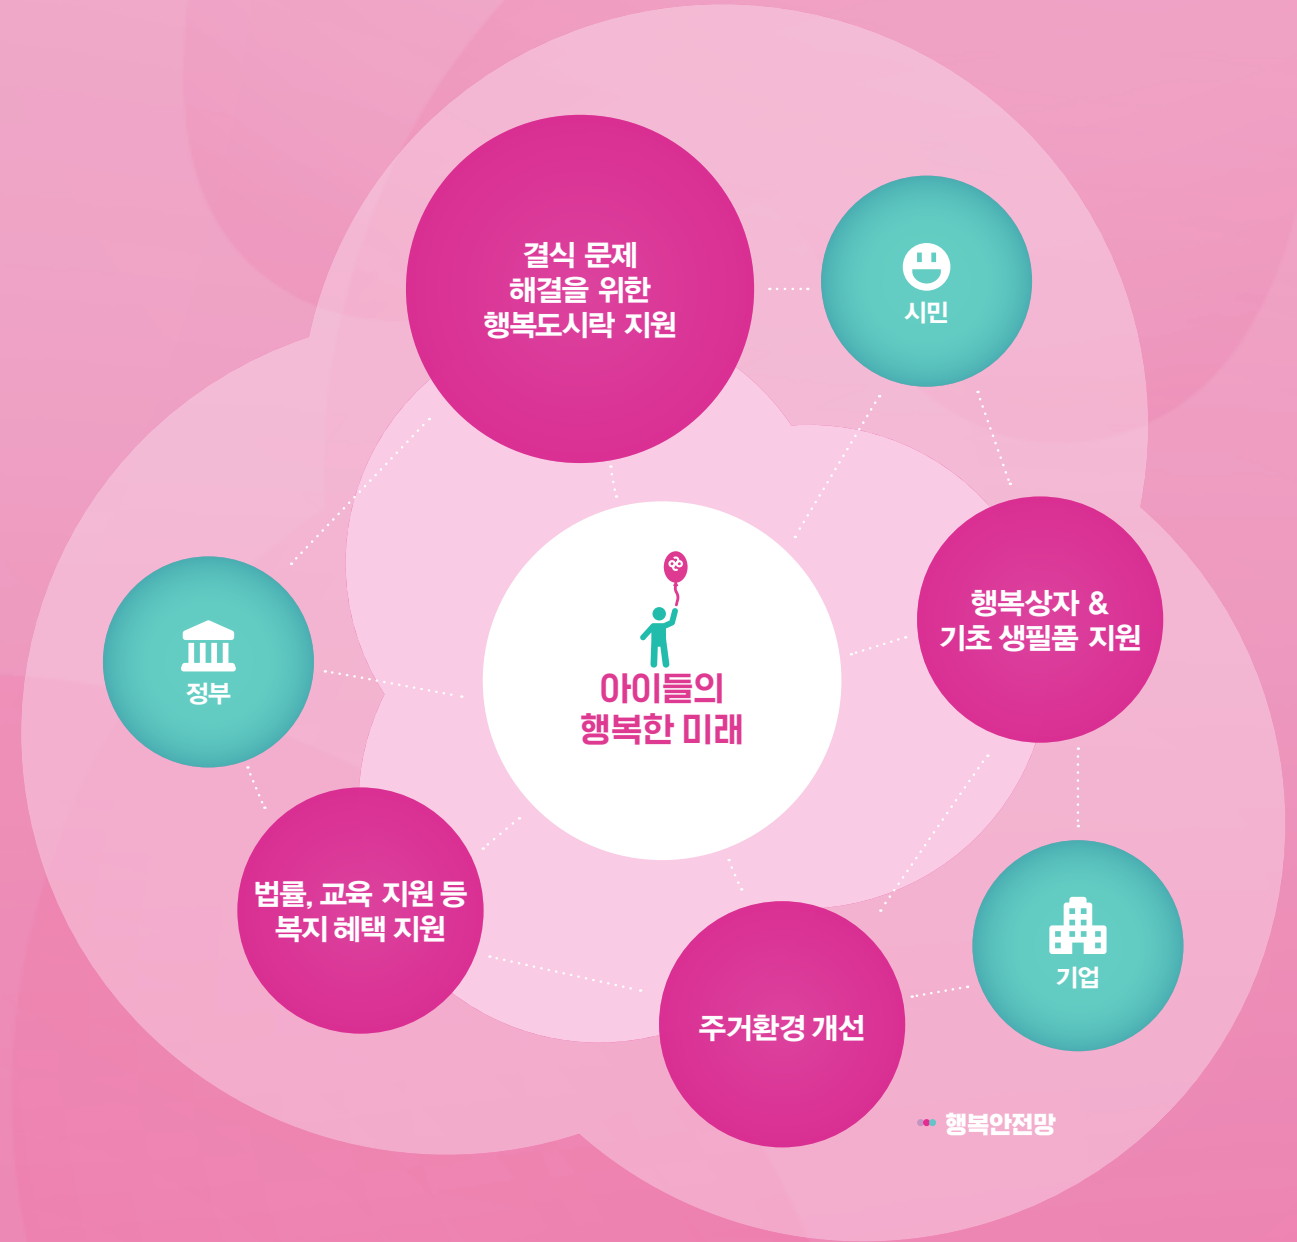 결식 문제
해결을 위한
행복도시락 지원
시민
행복상자 &
기초 생필품 지원
정부
아이들의
행복한 미래
법률, 교육 지원 등
복지 혜택 지원
기업
주거환경 개선
행복안전망